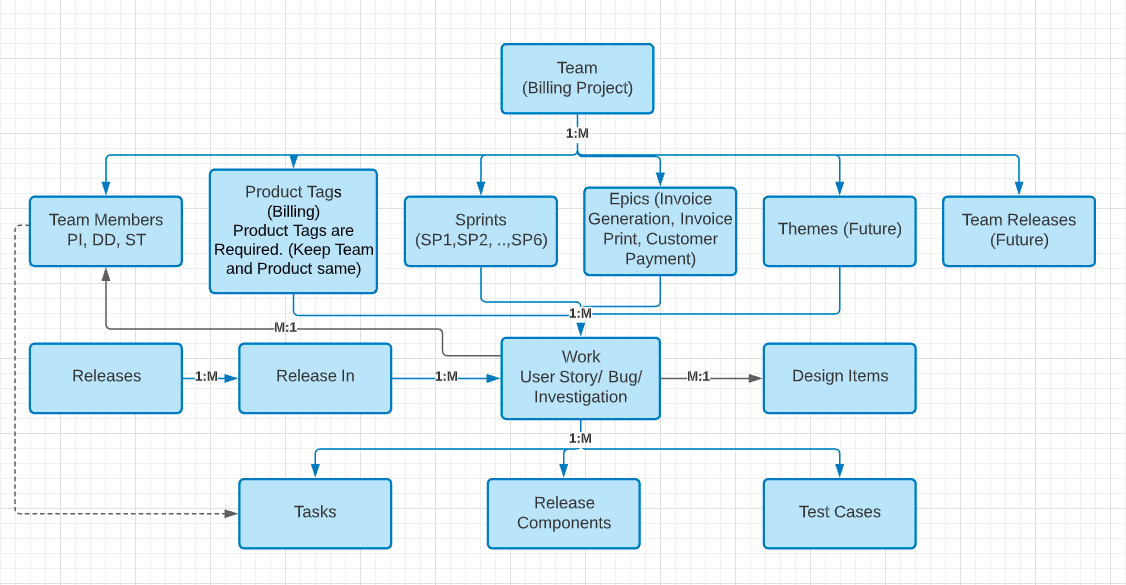 Team
(Billing Project)
1:M
Team Members
PI, DD, ST
Product Tags
(Billing)
Product Tags are
Required. (Keep Team
and Product same)
Sprints
(SP1,SP2, ..,SP6)
Epics (Invoice
Generation, Invoice
Print, Customer
Payment)
Themes (Future)
Team Releases
(Future)
1:M
M:1
Releases
1:M
Release In
1:M
Work
User Story/ Bug/
Investigation
M:1
Design Items
1:M
Tasks
Release
Components
Test Cases